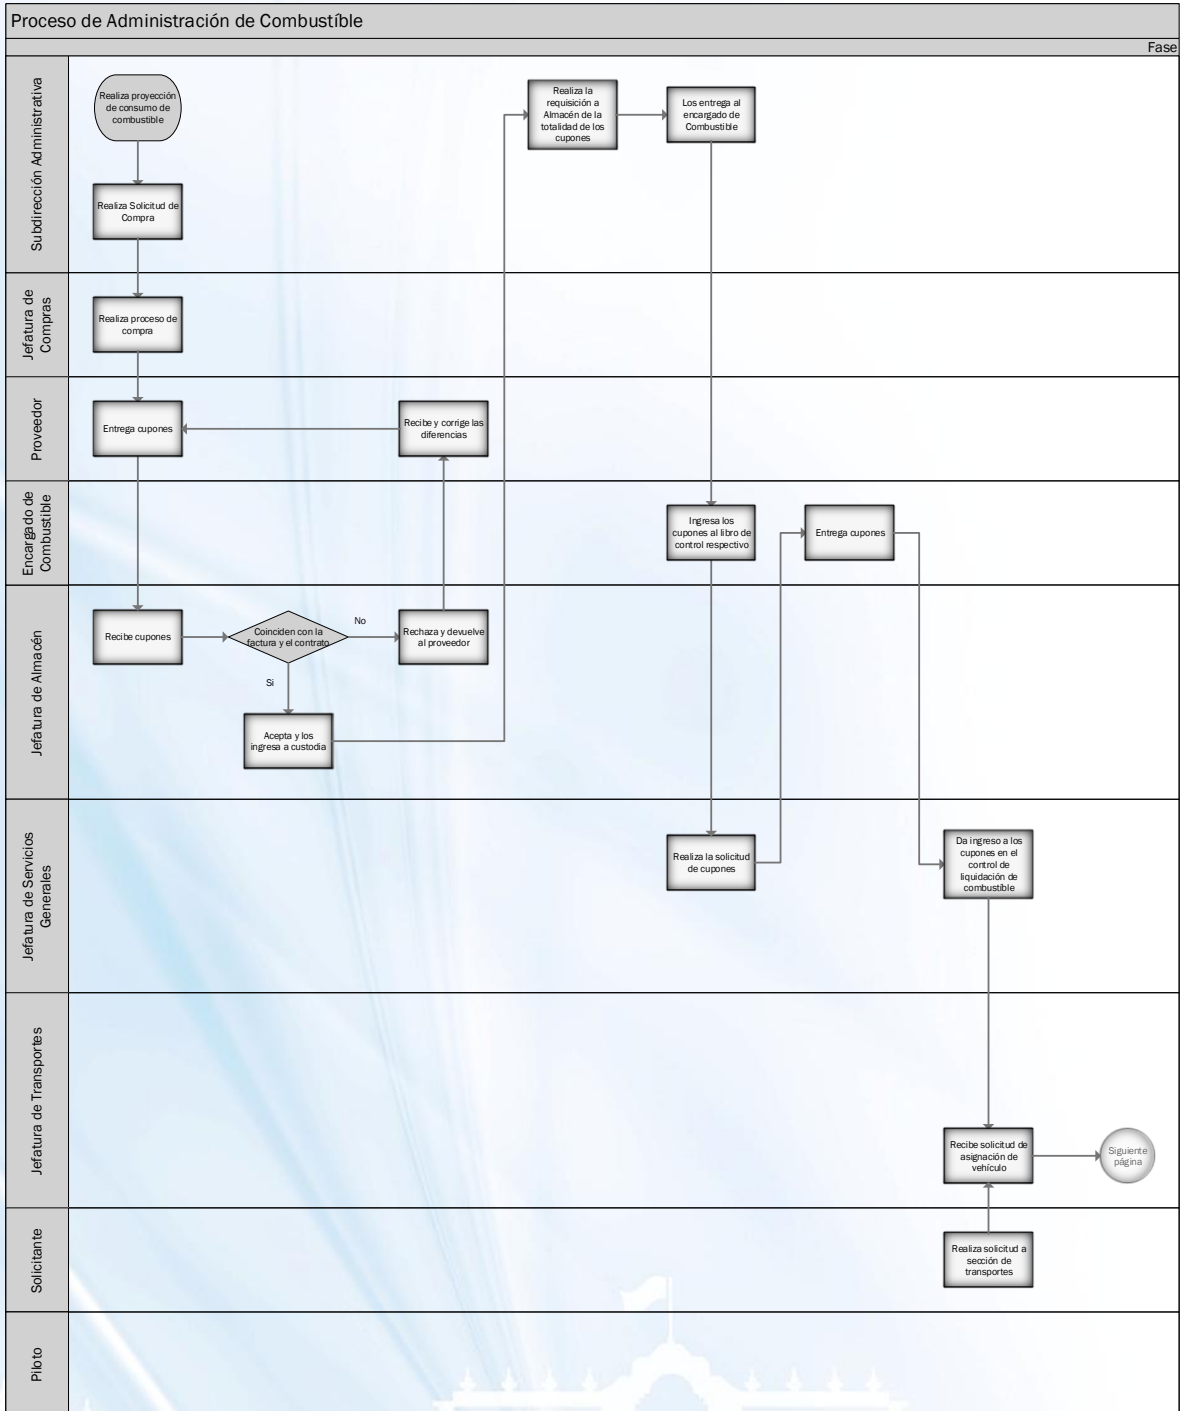 Proceso de Administración de Combustíble
Fase
Subdirección Administrativa
Realiza proyección
de consumo de
combustible
Realiza Solicitud de
Compra
Realiza la
requisición a
Almacén de la
totalidad de los
cupones
Los entrega al
encargado de
Combustible
Jefatura de
Compras
Realiza proceso de
compra
Proveedor
Entrega cupones
Recibe y corrige las
diferencias
Encargado de
Combustible
Ingresa los
cupones al libro de
control respectivo
Entrega cupones
Jefatura de Almacén
Recibe cupones
Coinciden con la
factura y el contrato
No
Rechaza y devuelve
al proveedor
Si
Acepta y los
ingresa a custodia
Jefatura de Servicios
Generales
Realiza la solicitud
de cupones
Da ingreso a los
cupones en el
control de
liquidación de
combustible
Jefatura de Transportes
Recibe solicitud de
asignación de
vehículo
Siguiente
página
Solicitante
Realiza solicitud a
sección de
transportes
Piloto